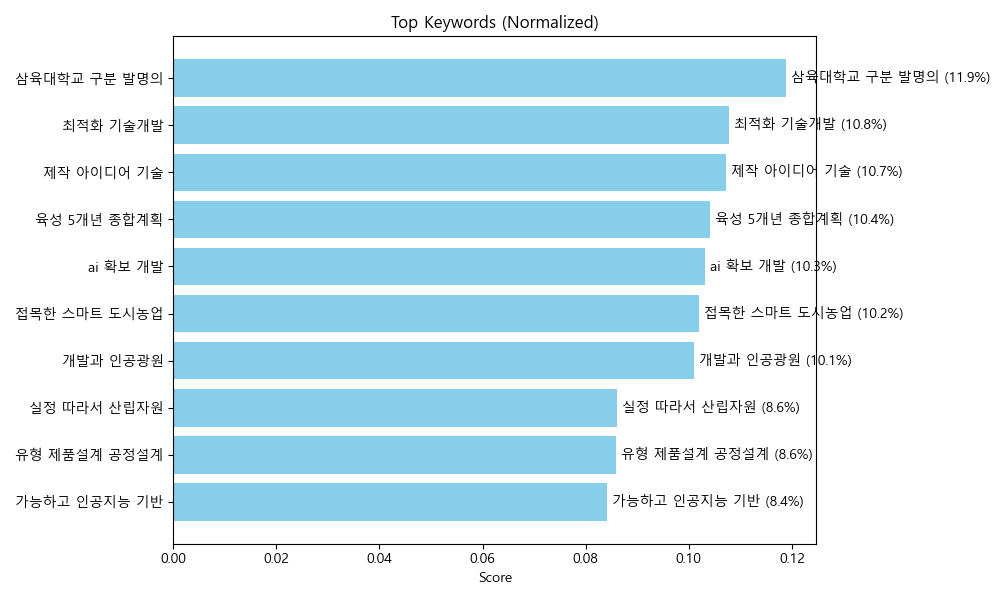 Top Keywords (Normalized)
삼육대학교 구분 발명의 삼육대학교 구분 발명의 (11.9%)
최적화 기술개발 최적화 기술개발 (10.8%)
제작 아이디어 기술 제작 아이디어 기술 (10.7%)
육성 5개년 종합계획 육성 5개년 종합계획 (10.4%)
ai 확보 개발 ai 확보 개발 (10.3%)
접목한 스마트 도시농업 접목한 스마트 도시농업 (10.2%)
개발과 인공광원 개발과 인공광원 (10.1%)
실정 따라서 산립자원 실정 따라서 산립자원 (8.6%)
유형 제품설계 공정설계 유형 제품설계 공정설계 (8.6%)
가능하고 인공지능 기반 가능하고 인공지능 기반 (8.4%)
0.00 0.02 0.04 0.06 0.08 0.10 0.12
Score